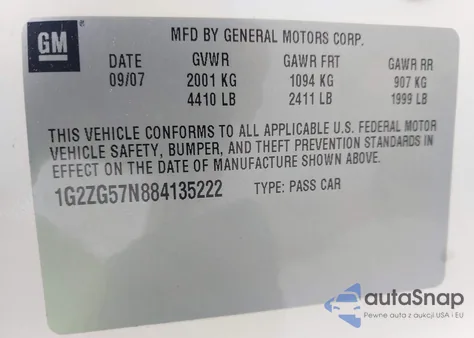 GM
MFD BY GENERAL MOTORS CORP.
DATE GVWR GAWR FRT GAWR RR
09/07 2001 KG 1094 KG 907 KG
4410 LB 2411 LB 1999 LB
THIS VEHICLE CONFORMS TO ALL APPLICABLE U.S. FEDERAL MOTOR
VEHICLE SAFETY, BUMPER, AND THEFT PREVENTION STANDARDS IN
EFFECT ON THE DATE OF MANUFACTURE SHOWN ABOVE.
1G2ZG57N884135222 TYPE: PASS CAR
autaSnap
Pewne auta z aukcji USA i EU